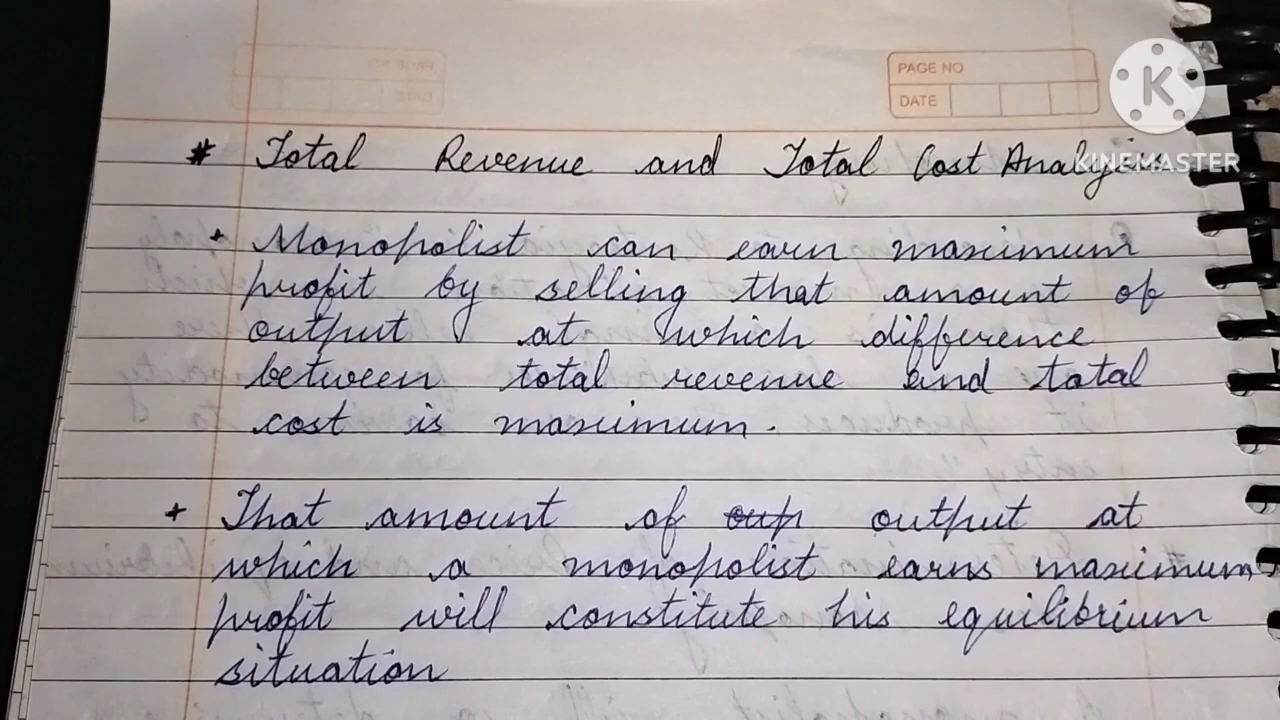 PAGE NO
DATE
K
KINEMASTER
* Total Revenue and Total Cost Analysis
+ Monopolist can earn maximum
profit by selling that amount of
output at which difference
between total revenue and total
cost is maximum.
+ That amount of oup output at
which a monopolist earns maximum
profit will constitute his equilibrium
situation